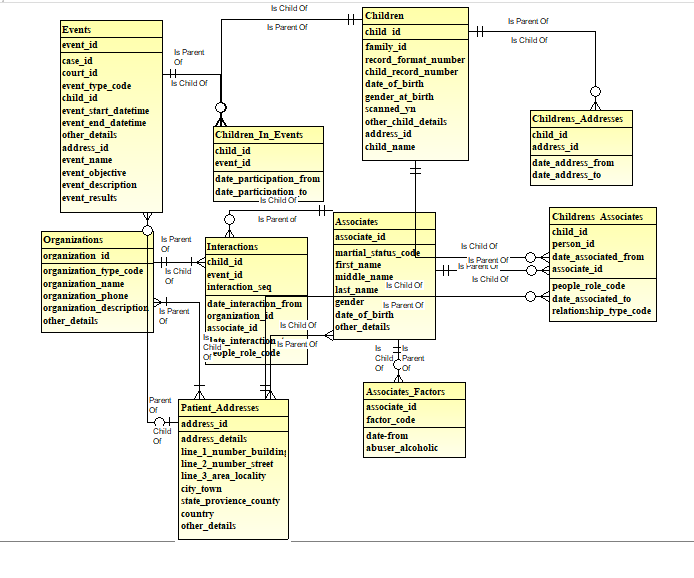 Events
event_id
case_id
court_id
event_type_code
child_id
event_start_datetime
event_end_datetime
other_details
address_id
event_name
event_objective
event_description
event_results
Is Parent
Of
Is Child Of
Is Child Of
Is Parent Of
Children
child id
family_id
record_format_number
child_record_number
date_of_birth
gender_at_birth
scanned_yn
other_child_details
address_id
child_name
Is Parent Of
Is Child Of
Children_In_Events
child_id
event_id
date_participation_from
date_participation_to
Childrens_Addresses
child_id
address_id
date_address_from
date_address_to
Is Child Of
Is Parent of
Organizations
organization_id
organization_type_code
organization_name
organization_phone
organization_description
other_details
Is Parent
Of
Is Child
Of
Is Parent
Of
Interactions
child_id
event_id
interaction_seq
date_interaction_from
organization_id
associate_id
date_interaction
people_role_code
Is
Child
Of
Associates
associate_id
martial_status_code
first_name
middle_name
last_name
gender
date_of_birth
other_details
Is Child Of
Is Parent Of
Is Parent Of
Is Child Of
Is Child Of
Is Parent Of
Is Child Of
Is Parent Of
Childrens_Associates
child_id
person_id
date_associated_from
associate_id
people_role_code
date_associated_to
relationship_type_code
Is
Child
Of
Is
Parent
Of
Associates_Factors
associate_id
factor_code
date-from
abuser_alcoholic
Parent
Of
Child
Of
Patient_Addresses
address_id
address_details
line_1_number_building
line_2_number_street
line_3_area_locality
city_town
state_provience_county
country
other_details